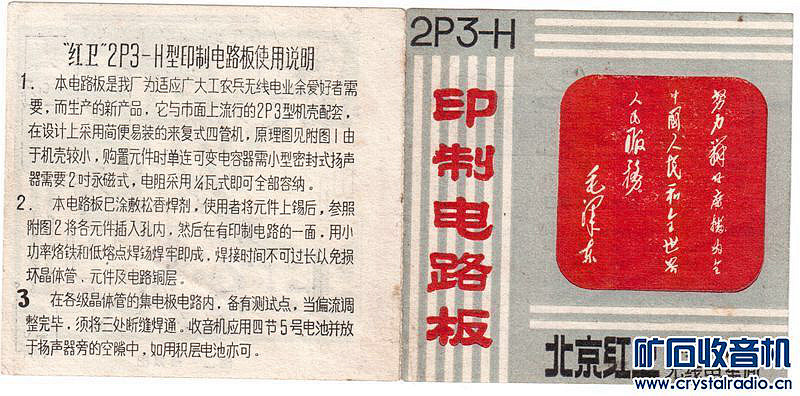 “红卫”2P3-H型印制电路板使用说明
1. 本电路板是我厂为适应广大工农兵无线电业余爱好者需
要，而生产的新产品，它与市面上流行的2P3型机壳配套，
在设计上采用简便易装的来复式四管机，原理图见附图1由
于机壳较小，购置元件时单连可变电容器需小型密封式扬声
器需要2吋永磁式，电阻采用⅛瓦式即可全部容纳。
2. 本电路板巳涂敷松香焊剂，使用者将元件上锡后，参照
附图2将各元件插入孔内，然后在有印制电路的一面，用小
功率烙铁和低熔点焊锡焊牢即成，焊接时间不可过长以免损
坏晶体管、元件及电路铜层。
3 在各级晶体管的集电极电路内，备有测试点，当偏流调
整完毕，须将三处断缝焊通。收音机应用四节5号电池并放
于扬声器旁的空隙中，如用积层电池亦可。
2P3-H
印制电路板
努力办好广播为全
中国人民和全世界
人民服务
毛泽东
北京红
矿石收音机
www.crystalradio.cn